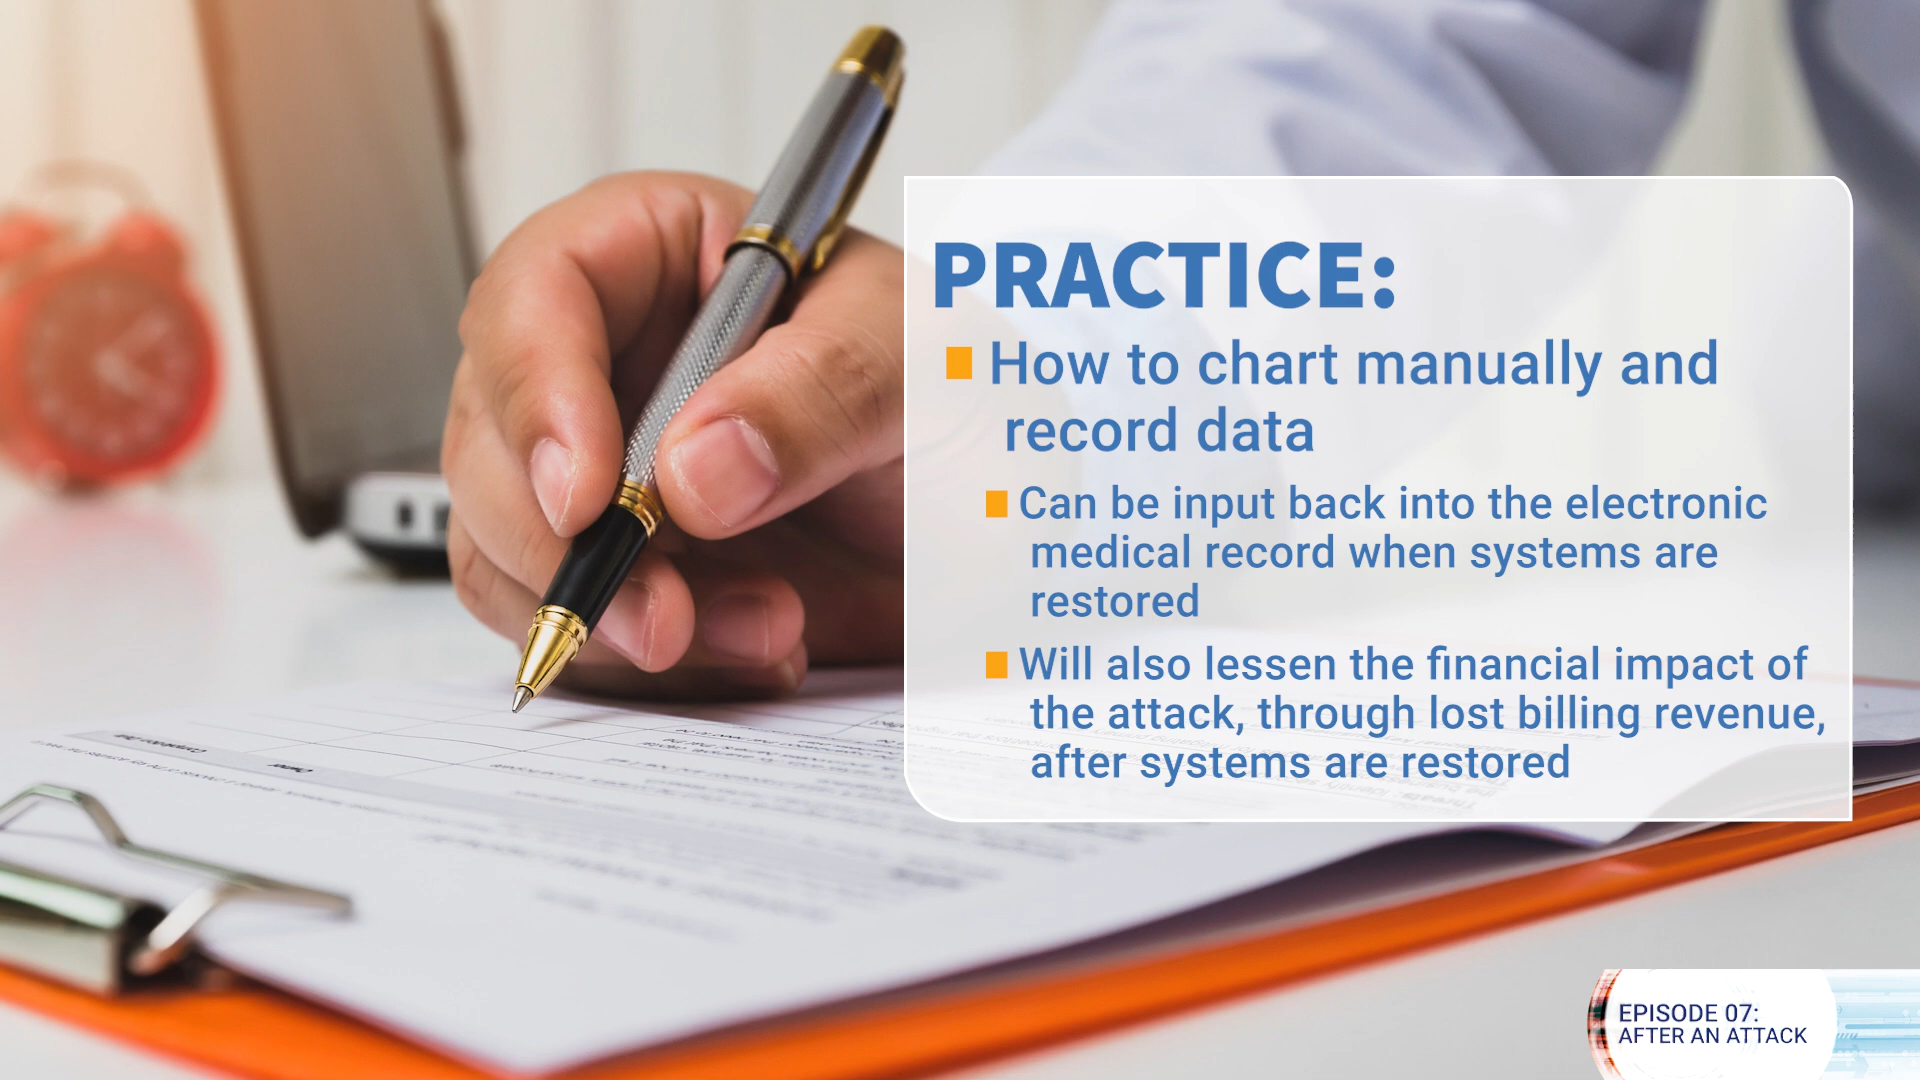 PRACTICE:
How to chart manually and
record data
Can be input back into the electronic
medical record when systems are
restored
Will also lessen the financial impact of
the attack, through lost billing revenue,
after systems are restored
EPISODE 07:
AFTER AN ATTACK